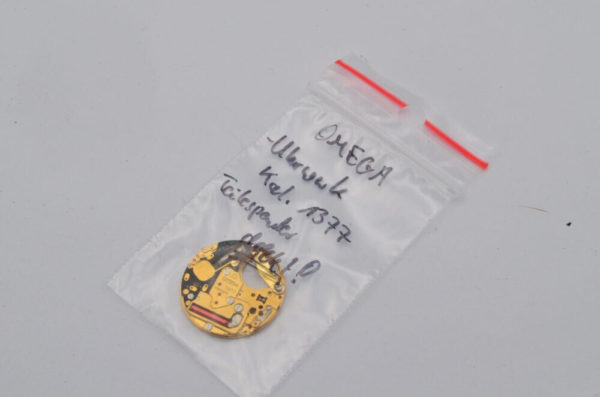 OMEGA
-Uhrwerk
Kal. 1377
Teilespender
defekt!